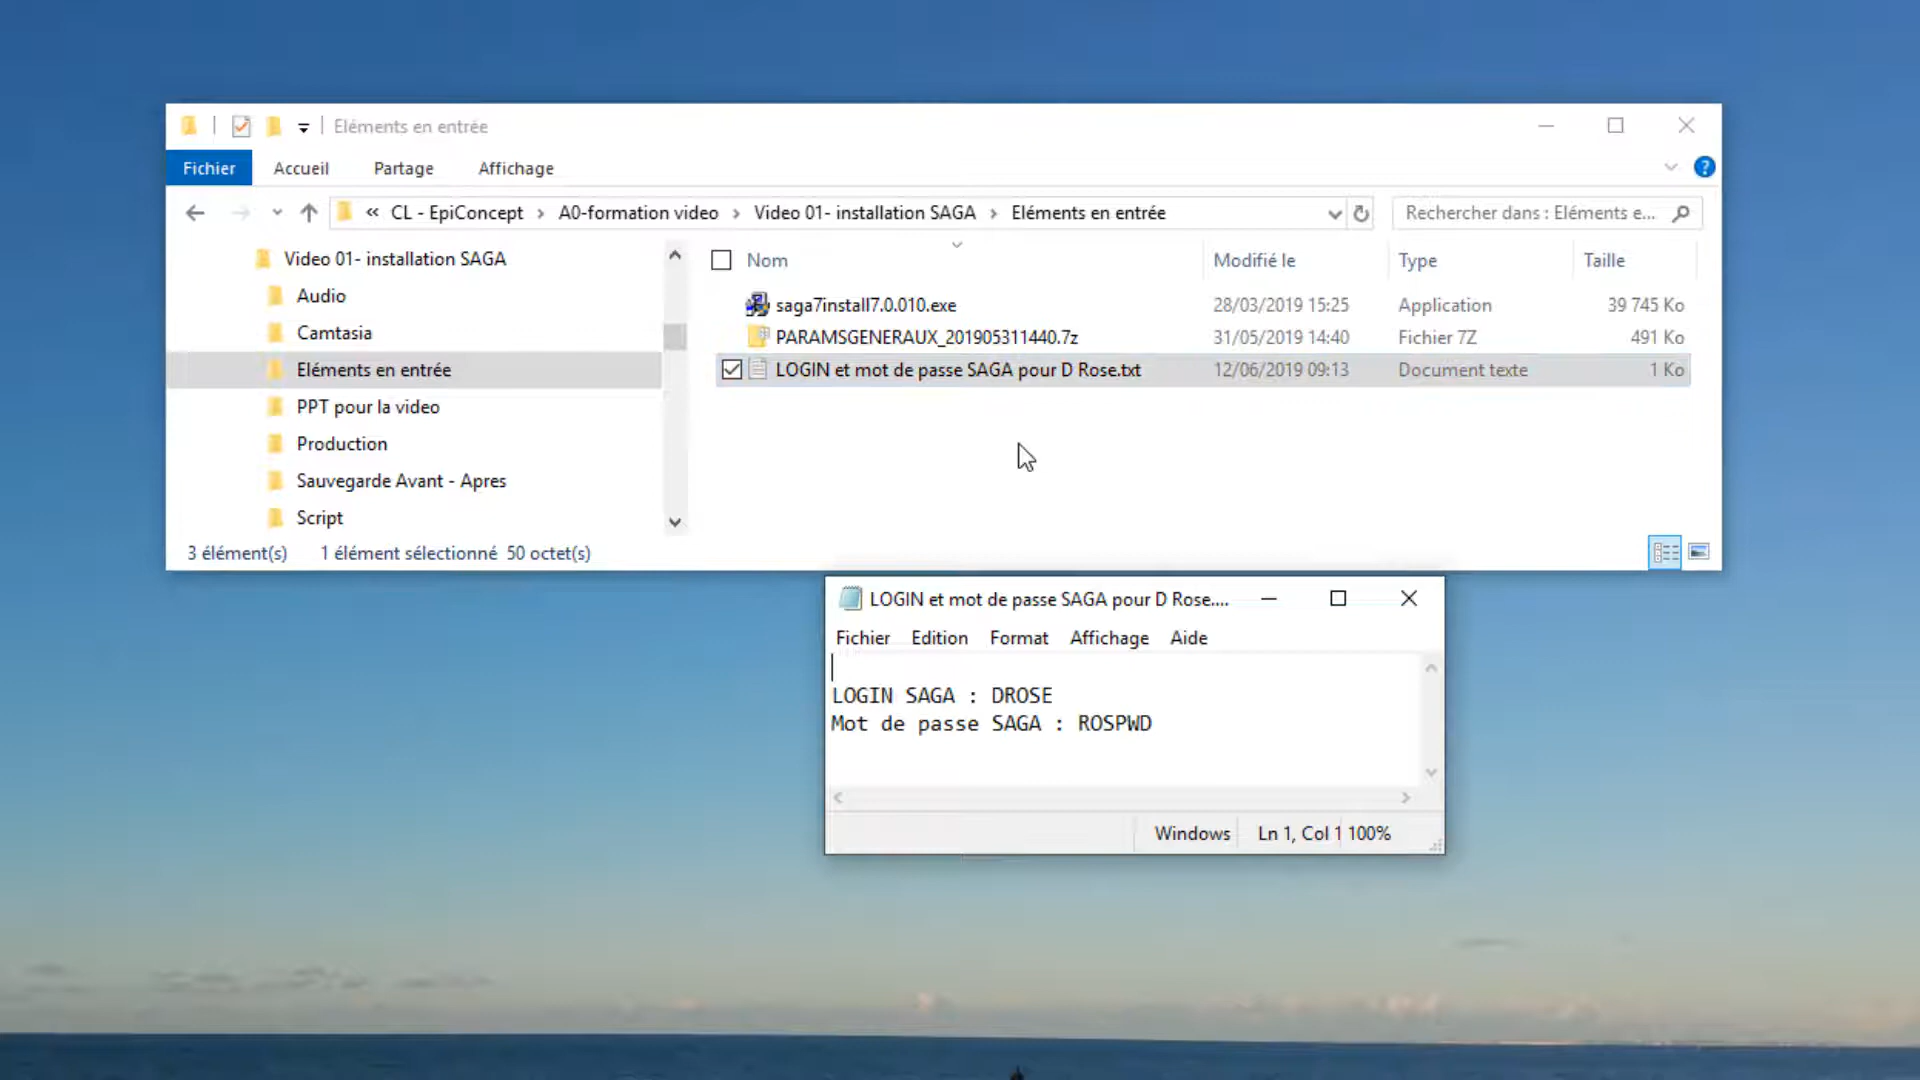 Eléments en entrée
Fichier Accueil Partage Affichage
« CL - EpiConcept › A0-formation video › Video 01- installation SAGA › Eléments en entrée
Rechercher dans : Eléments e...
Video 01- installation SAGA
Audio
Camtasia
Eléments en entrée
PPT pour la video
Production
Sauvegarde Avant - Apres
Script
Nom Modifié le Type Taille
saga7install7.0.010.exe 28/03/2019 15:25 Application 39 745 Ko
PARAMSGENERAUX_201905311440.7z 31/05/2019 14:40 Fichier 7Z 491 Ko
LOGIN et mot de passe SAGA pour D Rose.txt 12/06/2019 09:13 Document texte 1 Ko
3 élément(s) 1 élément sélectionné 50 octet(s)
LOGIN et mot de passe SAGA pour D Rose....
Fichier Edition Format Affichage Aide
LOGIN SAGA : DROSE
Mot de passe SAGA : ROSPWD
Windows Ln 1, Col 1 100%